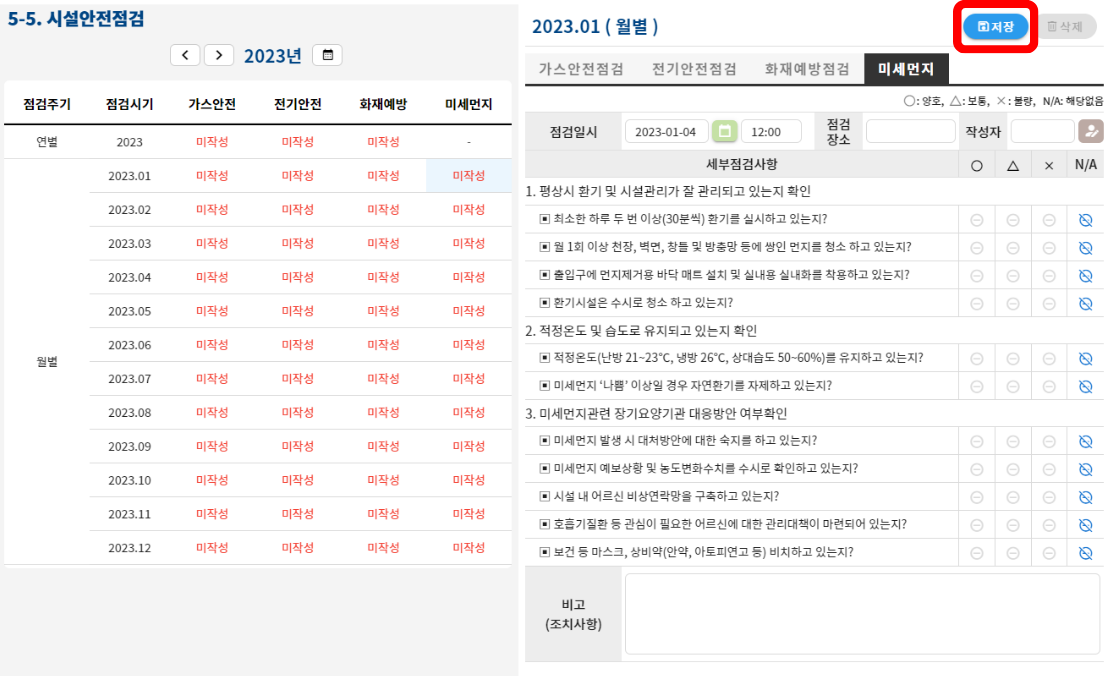 5-5. 시설안전점검
2023년
점검주기 점검시기 가스안전 전기안전 화재예방 미세먼지
연별 2023 미작성 미작성 미작성 -
월별
2023.01 미작성 미작성 미작성 미작성
2023.02 미작성 미작성 미작성 미작성
2023.03 미작성 미작성 미작성 미작성
2023.04 미작성 미작성 미작성 미작성
2023.05 미작성 미작성 미작성 미작성
2023.06 미작성 미작성 미작성 미작성
2023.07 미작성 미작성 미작성 미작성
2023.08 미작성 미작성 미작성 미작성
2023.09 미작성 미작성 미작성 미작성
2023.10 미작성 미작성 미작성 미작성
2023.11 미작성 미작성 미작성 미작성
2023.12 미작성 미작성 미작성 미작성
2023.01 ( 월별 )
저장 삭제
가스안전점검 전기안전점검 화재예방점검 미세먼지
○: 양호, △: 보통, ×: 불량, N/A: 해당없음
점검일시 2023-01-04 12:00 점검 장소 작성자
세부점검사항 ○ △ × N/A
1. 평상시 환기 및 시설관리가 잘 관리되고 있는지 확인
▣ 최소한 하루 두 번 이상(30분씩) 환기를 실시하고 있는지?
▣ 월 1회 이상 천장, 벽면, 창틀 및 방충망 등에 쌓인 먼지를 청소 하고 있는지?
▣ 출입구에 먼지제거용 바닥 매트 설치 및 실내용 실내화를 착용하고 있는지?
▣ 환기시설은 수시로 청소 하고 있는지?
2. 적정온도 및 습도로 유지되고 있는지 확인
▣ 적정온도(난방 21~23℃, 냉방 26℃, 상대습도 50~60%)를 유지하고 있는지?
▣ 미세먼지 ‘나쁨’ 이상일 경우 자연환기를 자제하고 있는지?
3. 미세먼지관련 장기요양기관 대응방안 여부확인
▣ 미세먼지 발생 시 대처방안에 대한 숙지를 하고 있는지?
▣ 미세먼지 예보상황 및 농도변화수치를 수시로 확인하고 있는지?
▣ 시설 내 어르신 비상연락망을 구축하고 있는지?
▣ 호흡기질환 등 관심이 필요한 어르신에 대한 관리대책이 마련되어 있는지?
▣ 보건 등 마스크, 상비약(안약, 아토피연고 등) 비치하고 있는지?
비고
(조치사항)